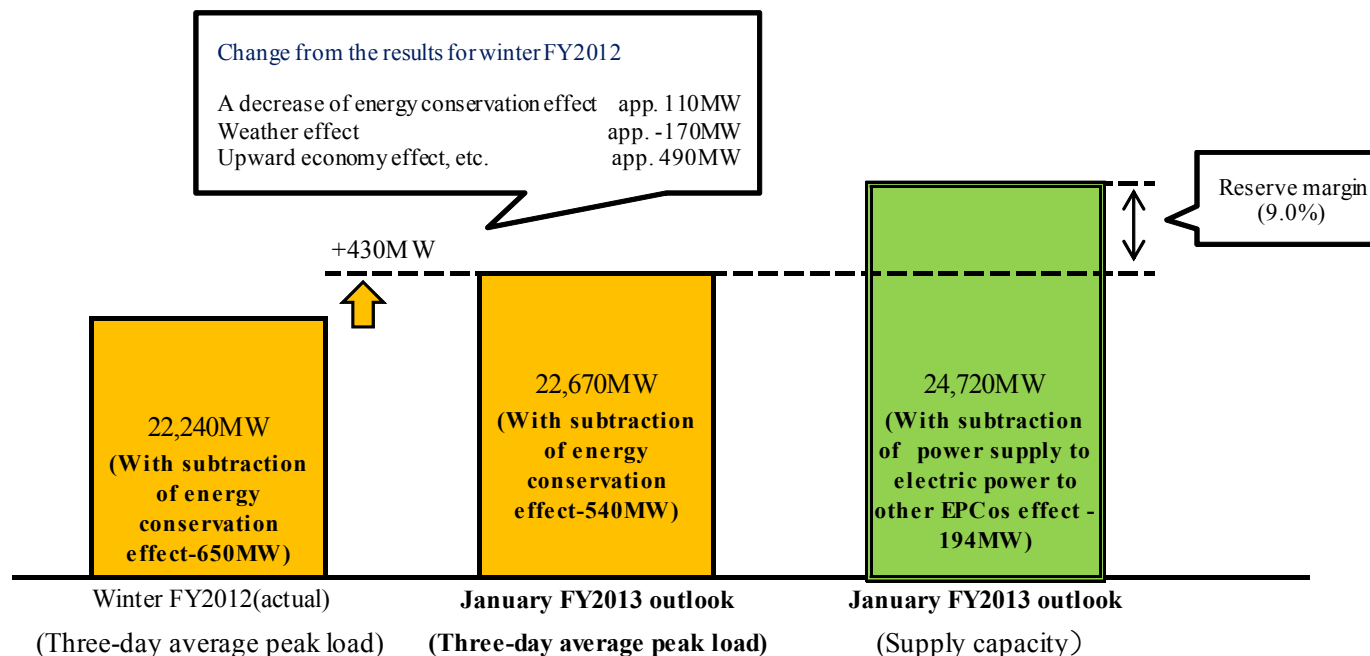 Change from the results for winter FY2012
A decrease of energy conservation effect app. 110MW
Weather effect app. -170MW
Upward economy effect, etc. app. 490MW
Reserve margin
(9.0%)
+430MW
22,240MW
(With subtraction
of energy
conservation
effect-650MW)
22,670MW
(With subtraction
of energy
conservation
effect-540MW)
24,720MW
(With subtraction
of power supply to
electric power to
other EPCos effect -
194MW)
Winter FY2012(actual)
(Three-day average peak load)
January FY2013 outlook
(Three-day average peak load)
January FY2013 outlook
(Supply capacity）